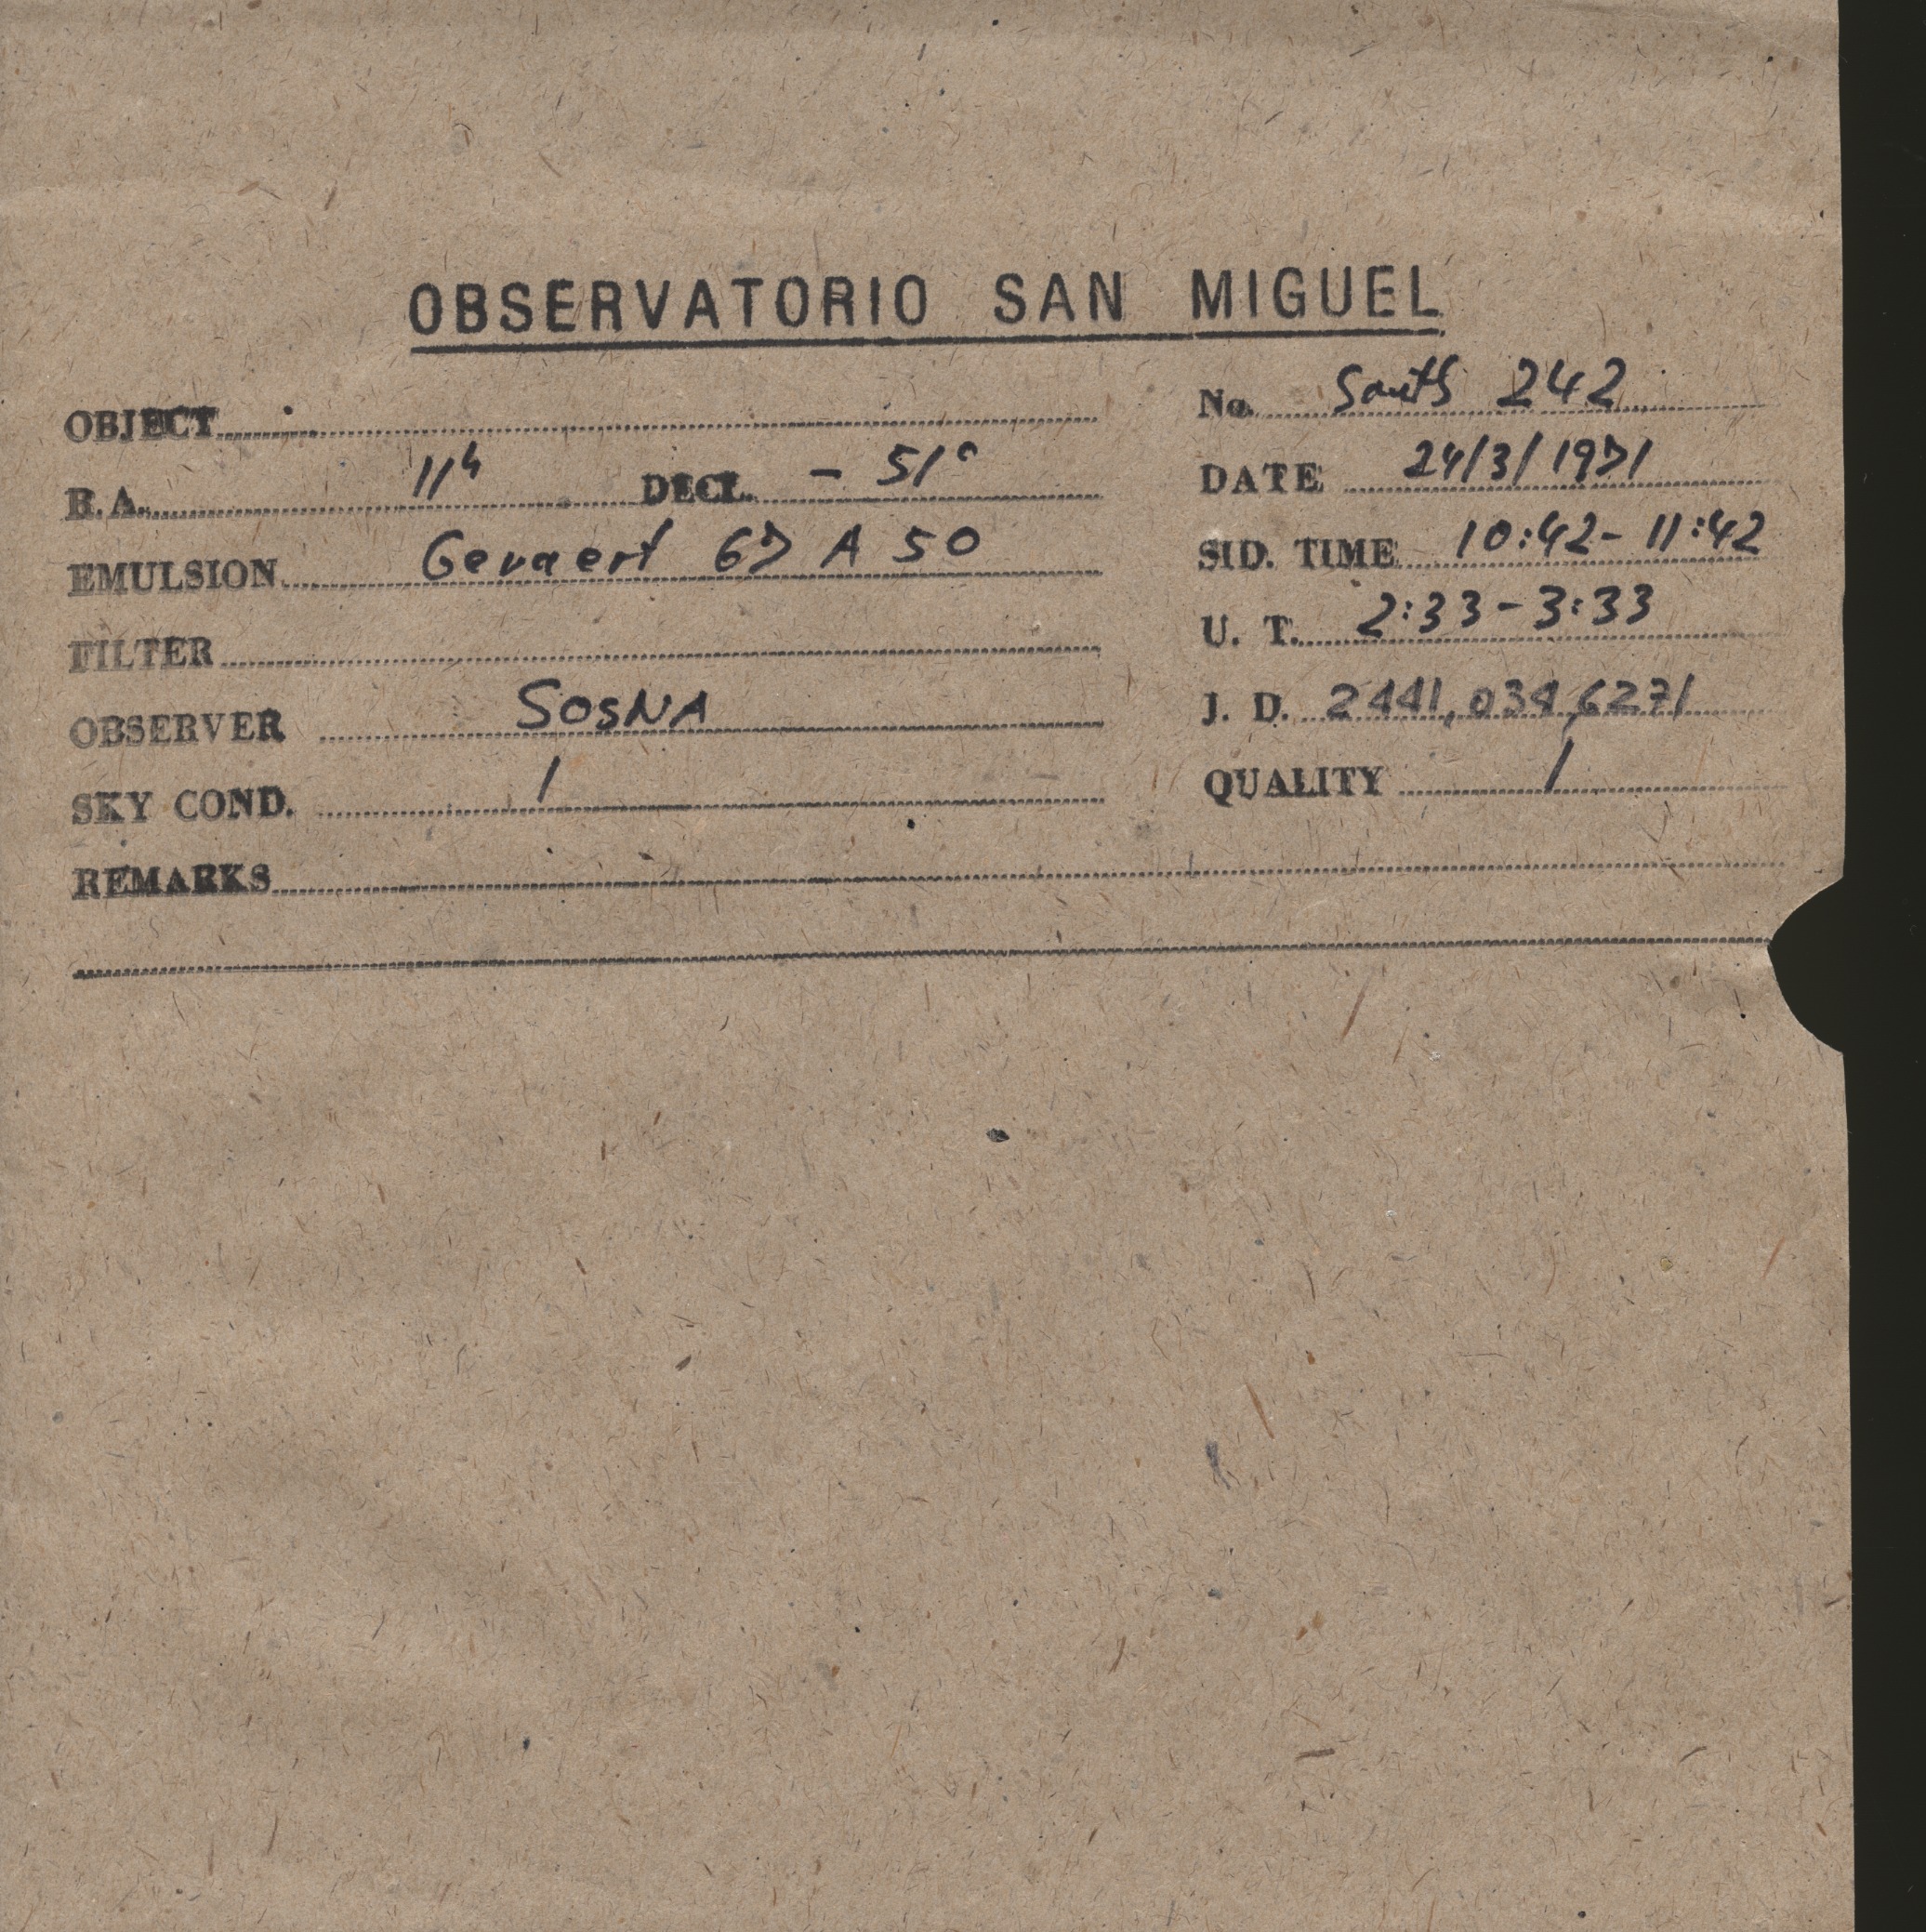 OBSERVATORIO SAN MIGUEL
OBJECT
No. South 242
R.A. 11h DECL. - 51°
DATE 24/3/1971
EMULSION Gevaert 67 A 50
SID. TIME 10:42-11:42
FILTER
U. T. 2:33-3:33
OBSERVER SOSNA
J. D. 2441,034,6271
SKY COND. 1
QUALITY 1
REMARKS